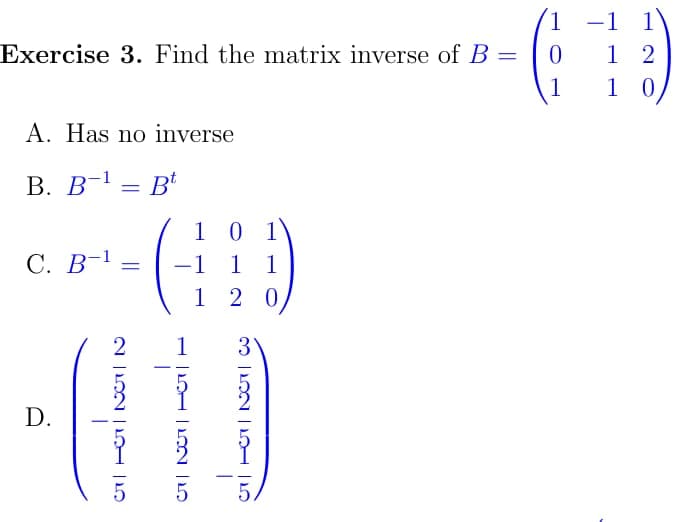 Exercise 3. Find the matrix inverse of $B = \begin{pmatrix} 1 & -1 & 1 \\ 0 & 1 & 2 \\ 1 & 1 & 0 \end{pmatrix}$
A. Has no inverse
B. $B^{-1} = B^t$
C. $B^{-1} = \begin{pmatrix} 1 & 0 & 1 \\ -1 & 1 & 1 \\ 1 & 2 & 0 \end{pmatrix}$
D. $\begin{pmatrix} \frac{2}{5} & -\frac{1}{5} & \frac{3}{5} \\ -\frac{2}{5} & \frac{1}{5} & \frac{2}{5} \\ \frac{1}{5} & \frac{2}{5} & -\frac{1}{5} \end{pmatrix}$